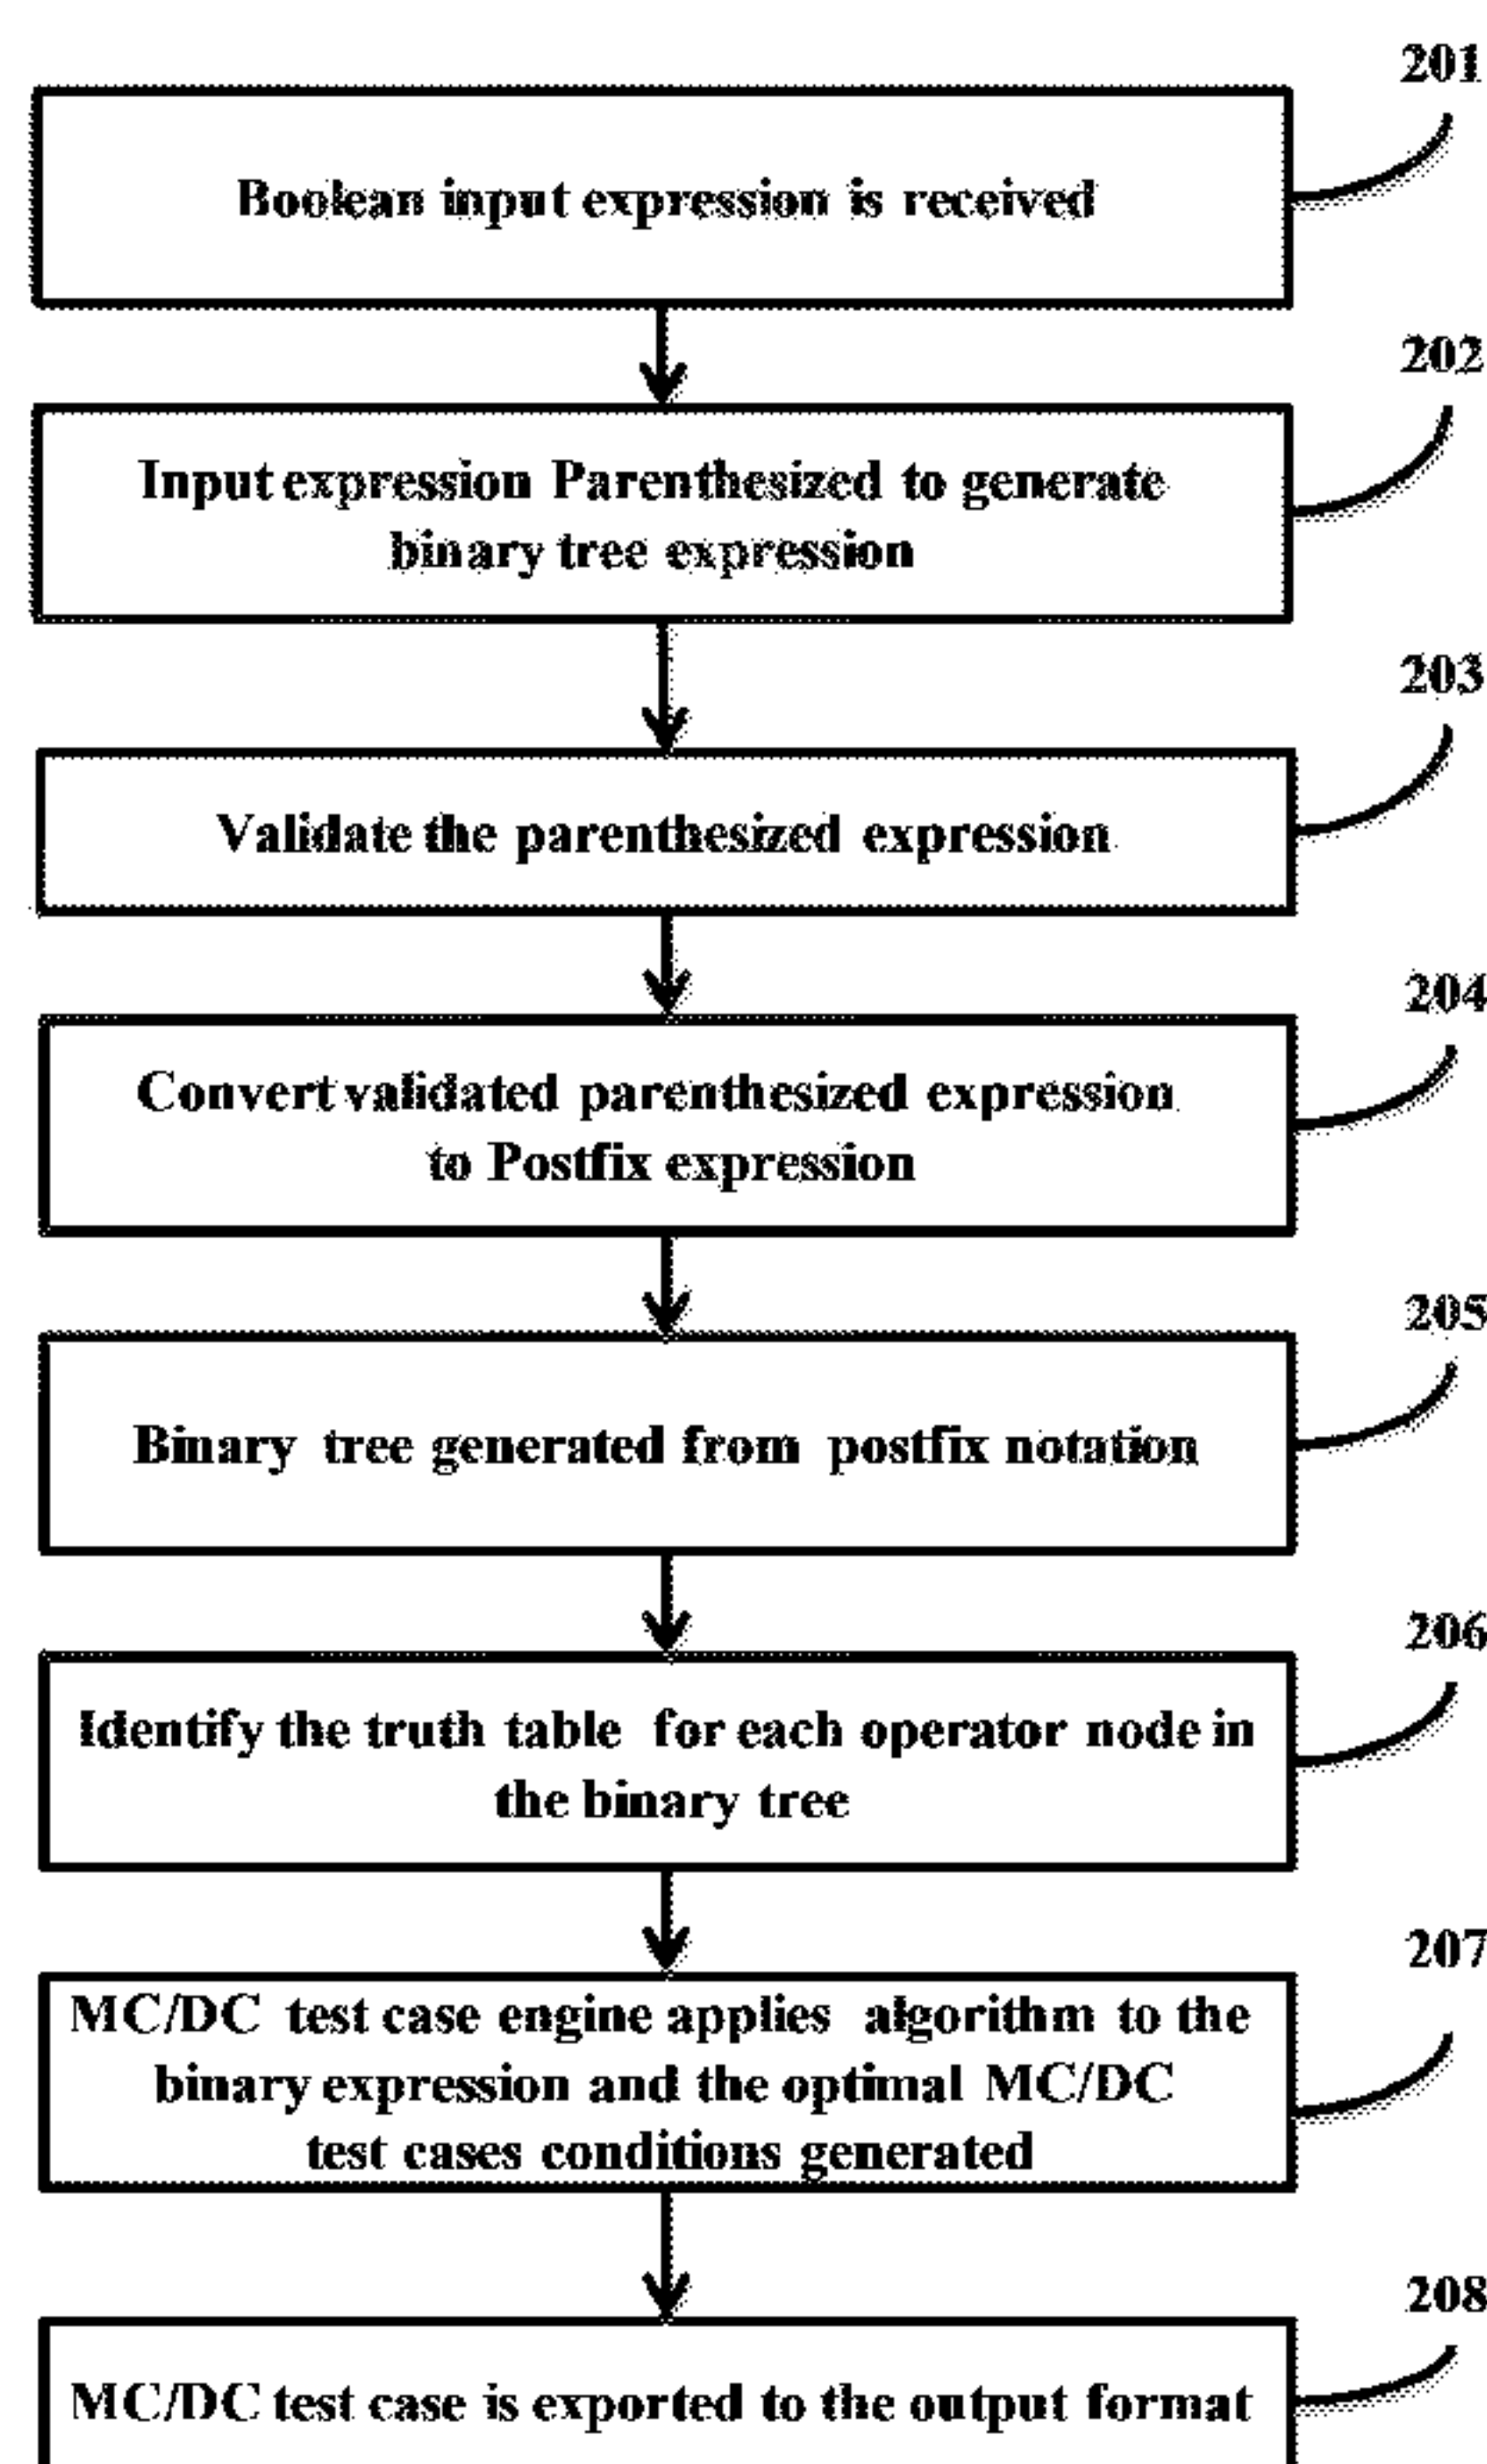 201
Boolean input expression is received
202
Input expression Parenthesized to generate
binary tree expression
203
Validate the parenthesized expression
204
Convert validated parenthesized expression
to Postfix expression
205
Binary tree generated from postfix notation
206
Identify the truth table for each operator node in
the binary tree
207
MC/DC test case engine applies algorithm to the
binary expression and the optimal MC/DC
test cases conditions generated
208
MC/DC test case is exported to the output format